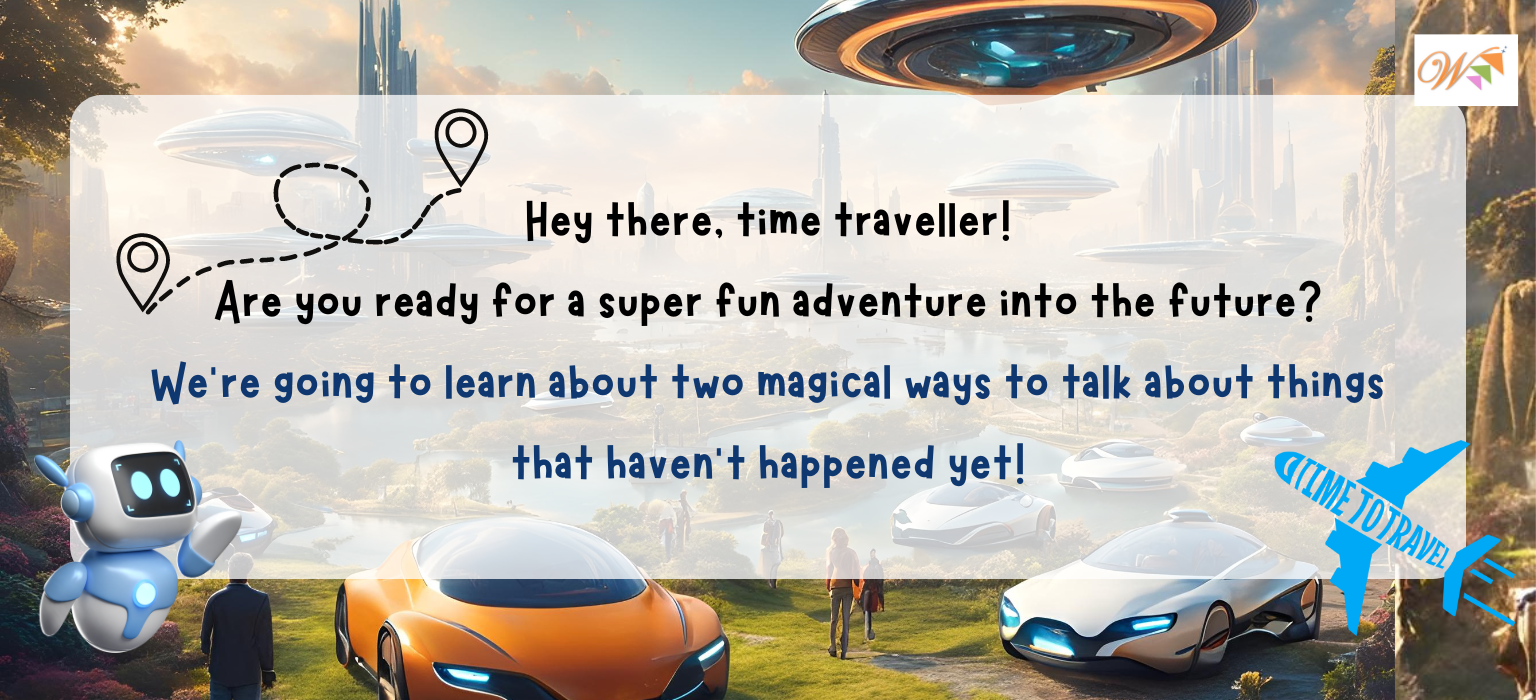 W
Hey there, time traveller!
Are you ready for a super fun adventure into the future?
We're going to learn about two magical ways to talk about things
that haven't happened yet!
TIME TO TRAVEL